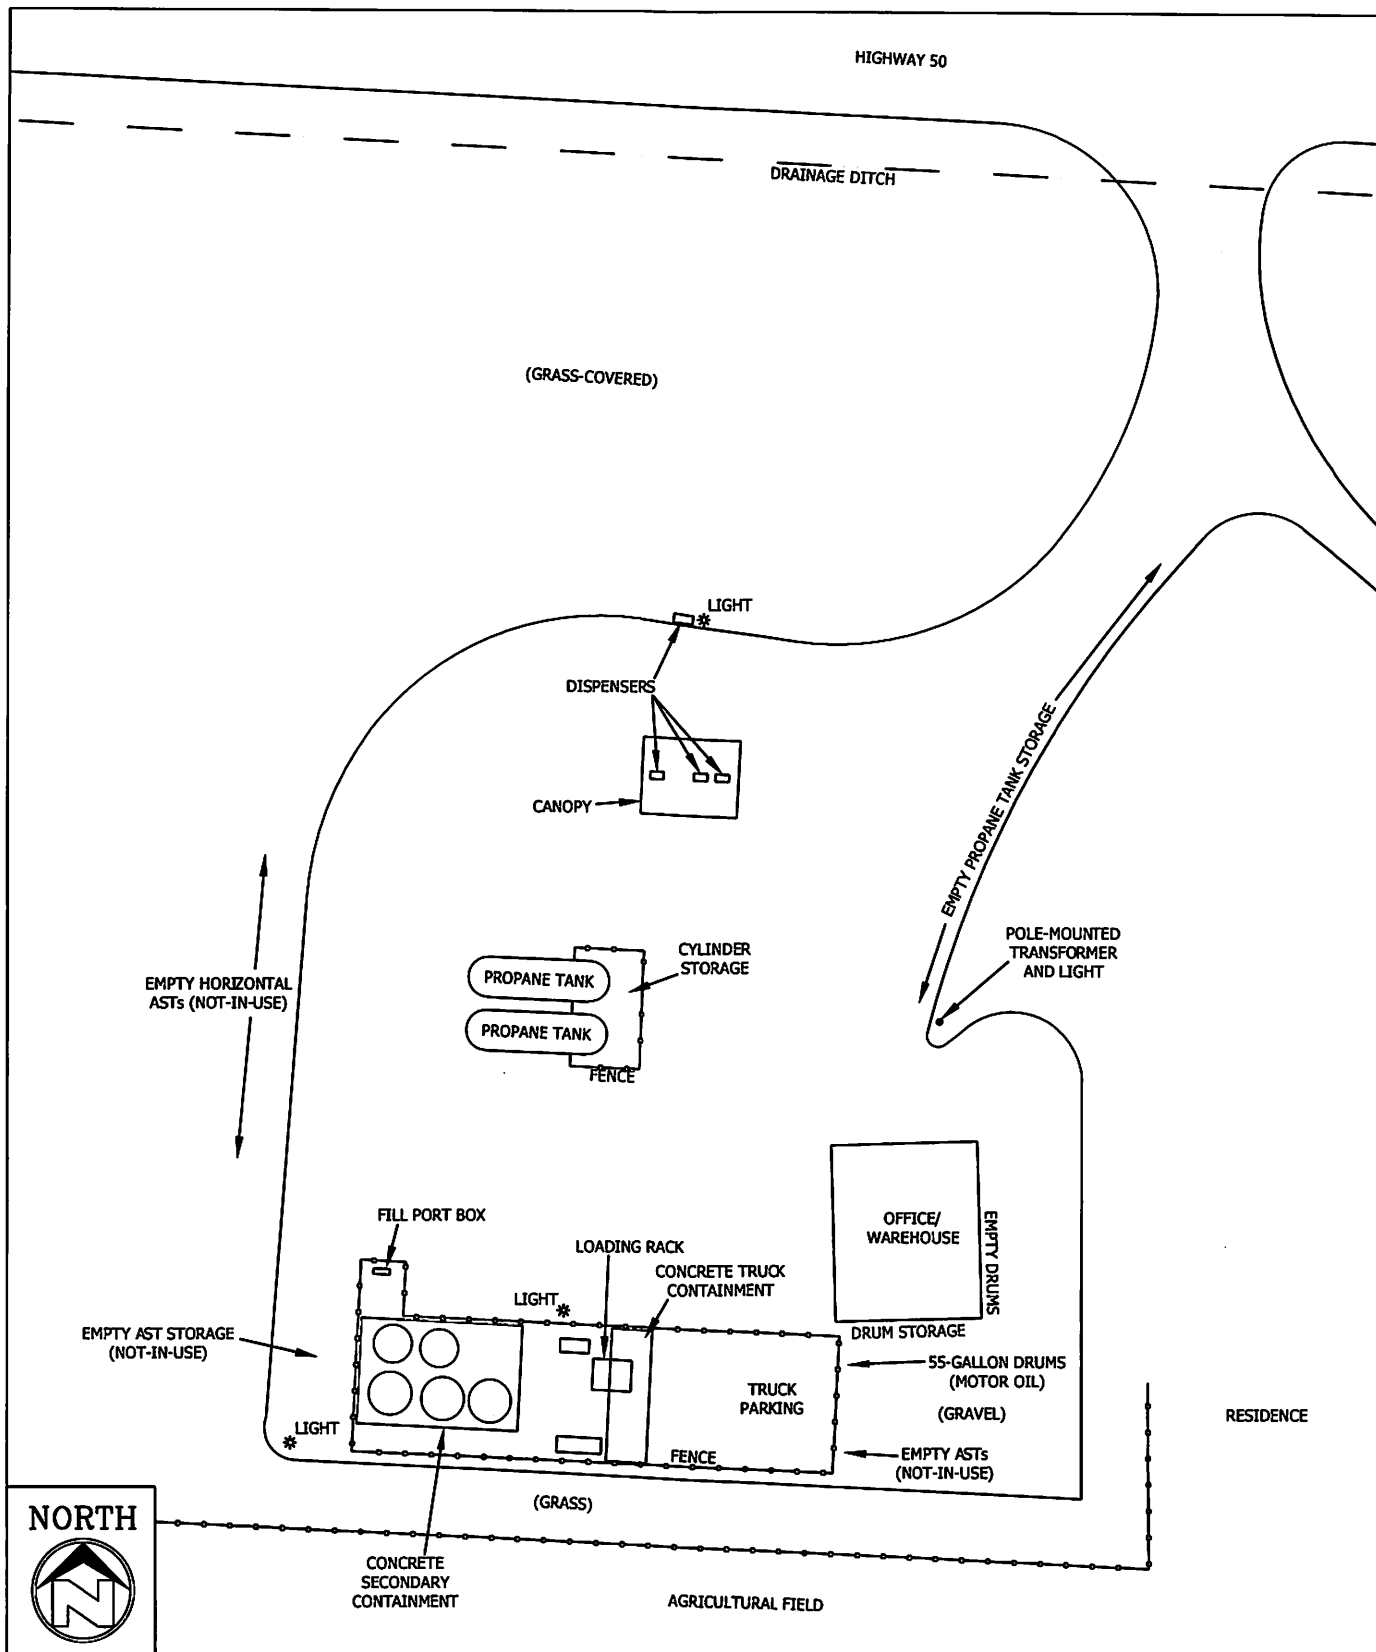 HIGHWAY 50
DRAINAGE DITCH
(GRASS-COVERED)
LIGHT
DISPENSERS
CANOPY
EMPTY PROPANE TANK STORAGE
POLE-MOUNTED
TRANSFORMER
AND LIGHT
CYLINDER
STORAGE
PROPANE TANK
PROPANE TANK
FENCE
EMPTY HORIZONTAL
ASTs (NOT-IN-USE)
OFFICE/
WAREHOUSE
EMPTY DRUMS
FILL PORT BOX
LOADING RACK
CONCRETE TRUCK
CONTAINMENT
LIGHT
EMPTY AST STORAGE
(NOT-IN-USE)
DRUM STORAGE
55-GALLON DRUMS
(MOTOR OIL)
TRUCK
PARKING
(GRAVEL)
RESIDENCE
LIGHT
FENCE
EMPTY ASTs
(NOT-IN-USE)
(GRASS)
NORTH
N
CONCRETE
SECONDARY
CONTAINMENT
AGRICULTURAL FIELD